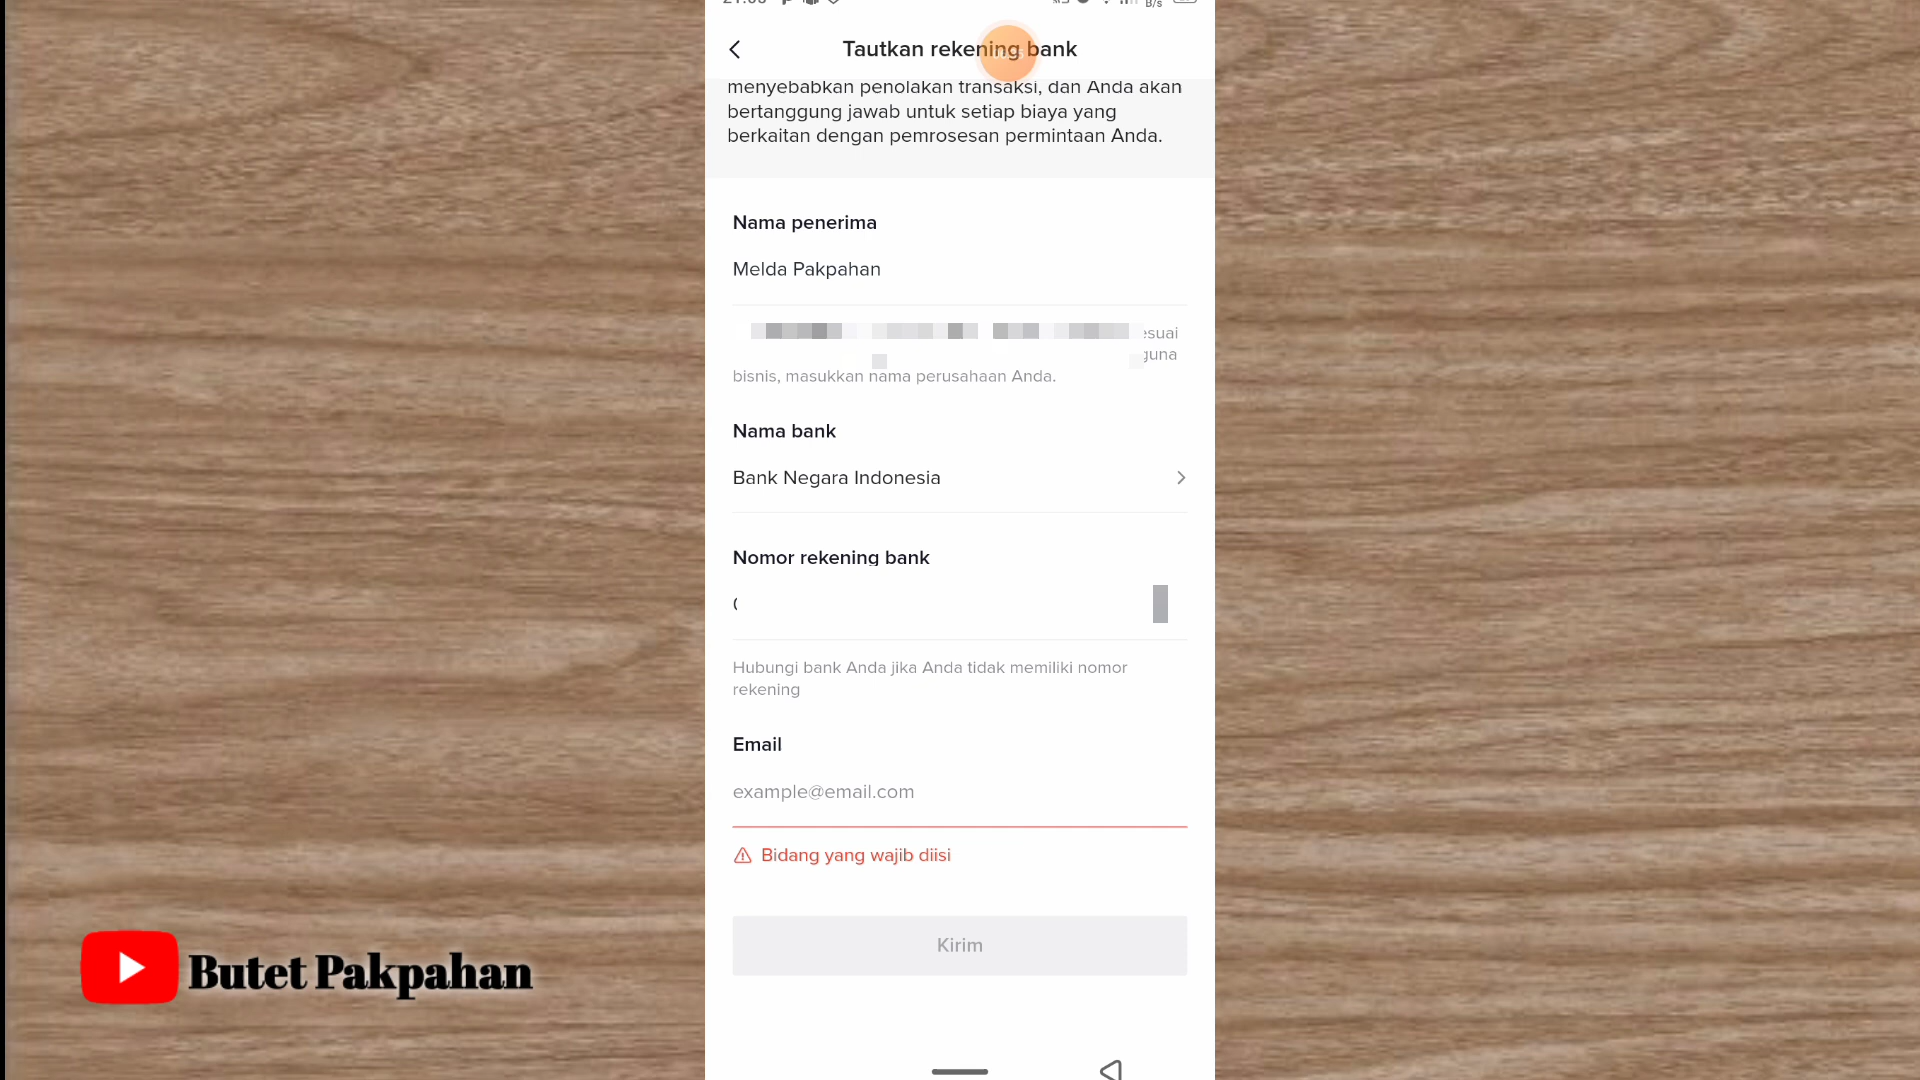 Tautkan rekening bank
menyebabkan penolakan transaksi, dan Anda akan
bertanggung jawab untuk setiap biaya yang
berkaitan dengan pemrosesan permintaan Anda.
Nama penerima
Melda Pakpahan
bisnis, masukkan nama perusahaan Anda.
Nama bank
Bank Negara Indonesia
Nomor rekening bank
Hubungi bank Anda jika Anda tidak memiliki nomor
rekening
Email
example@email.com
Bidang yang wajib diisi
Kirim
Butet Pakpahan